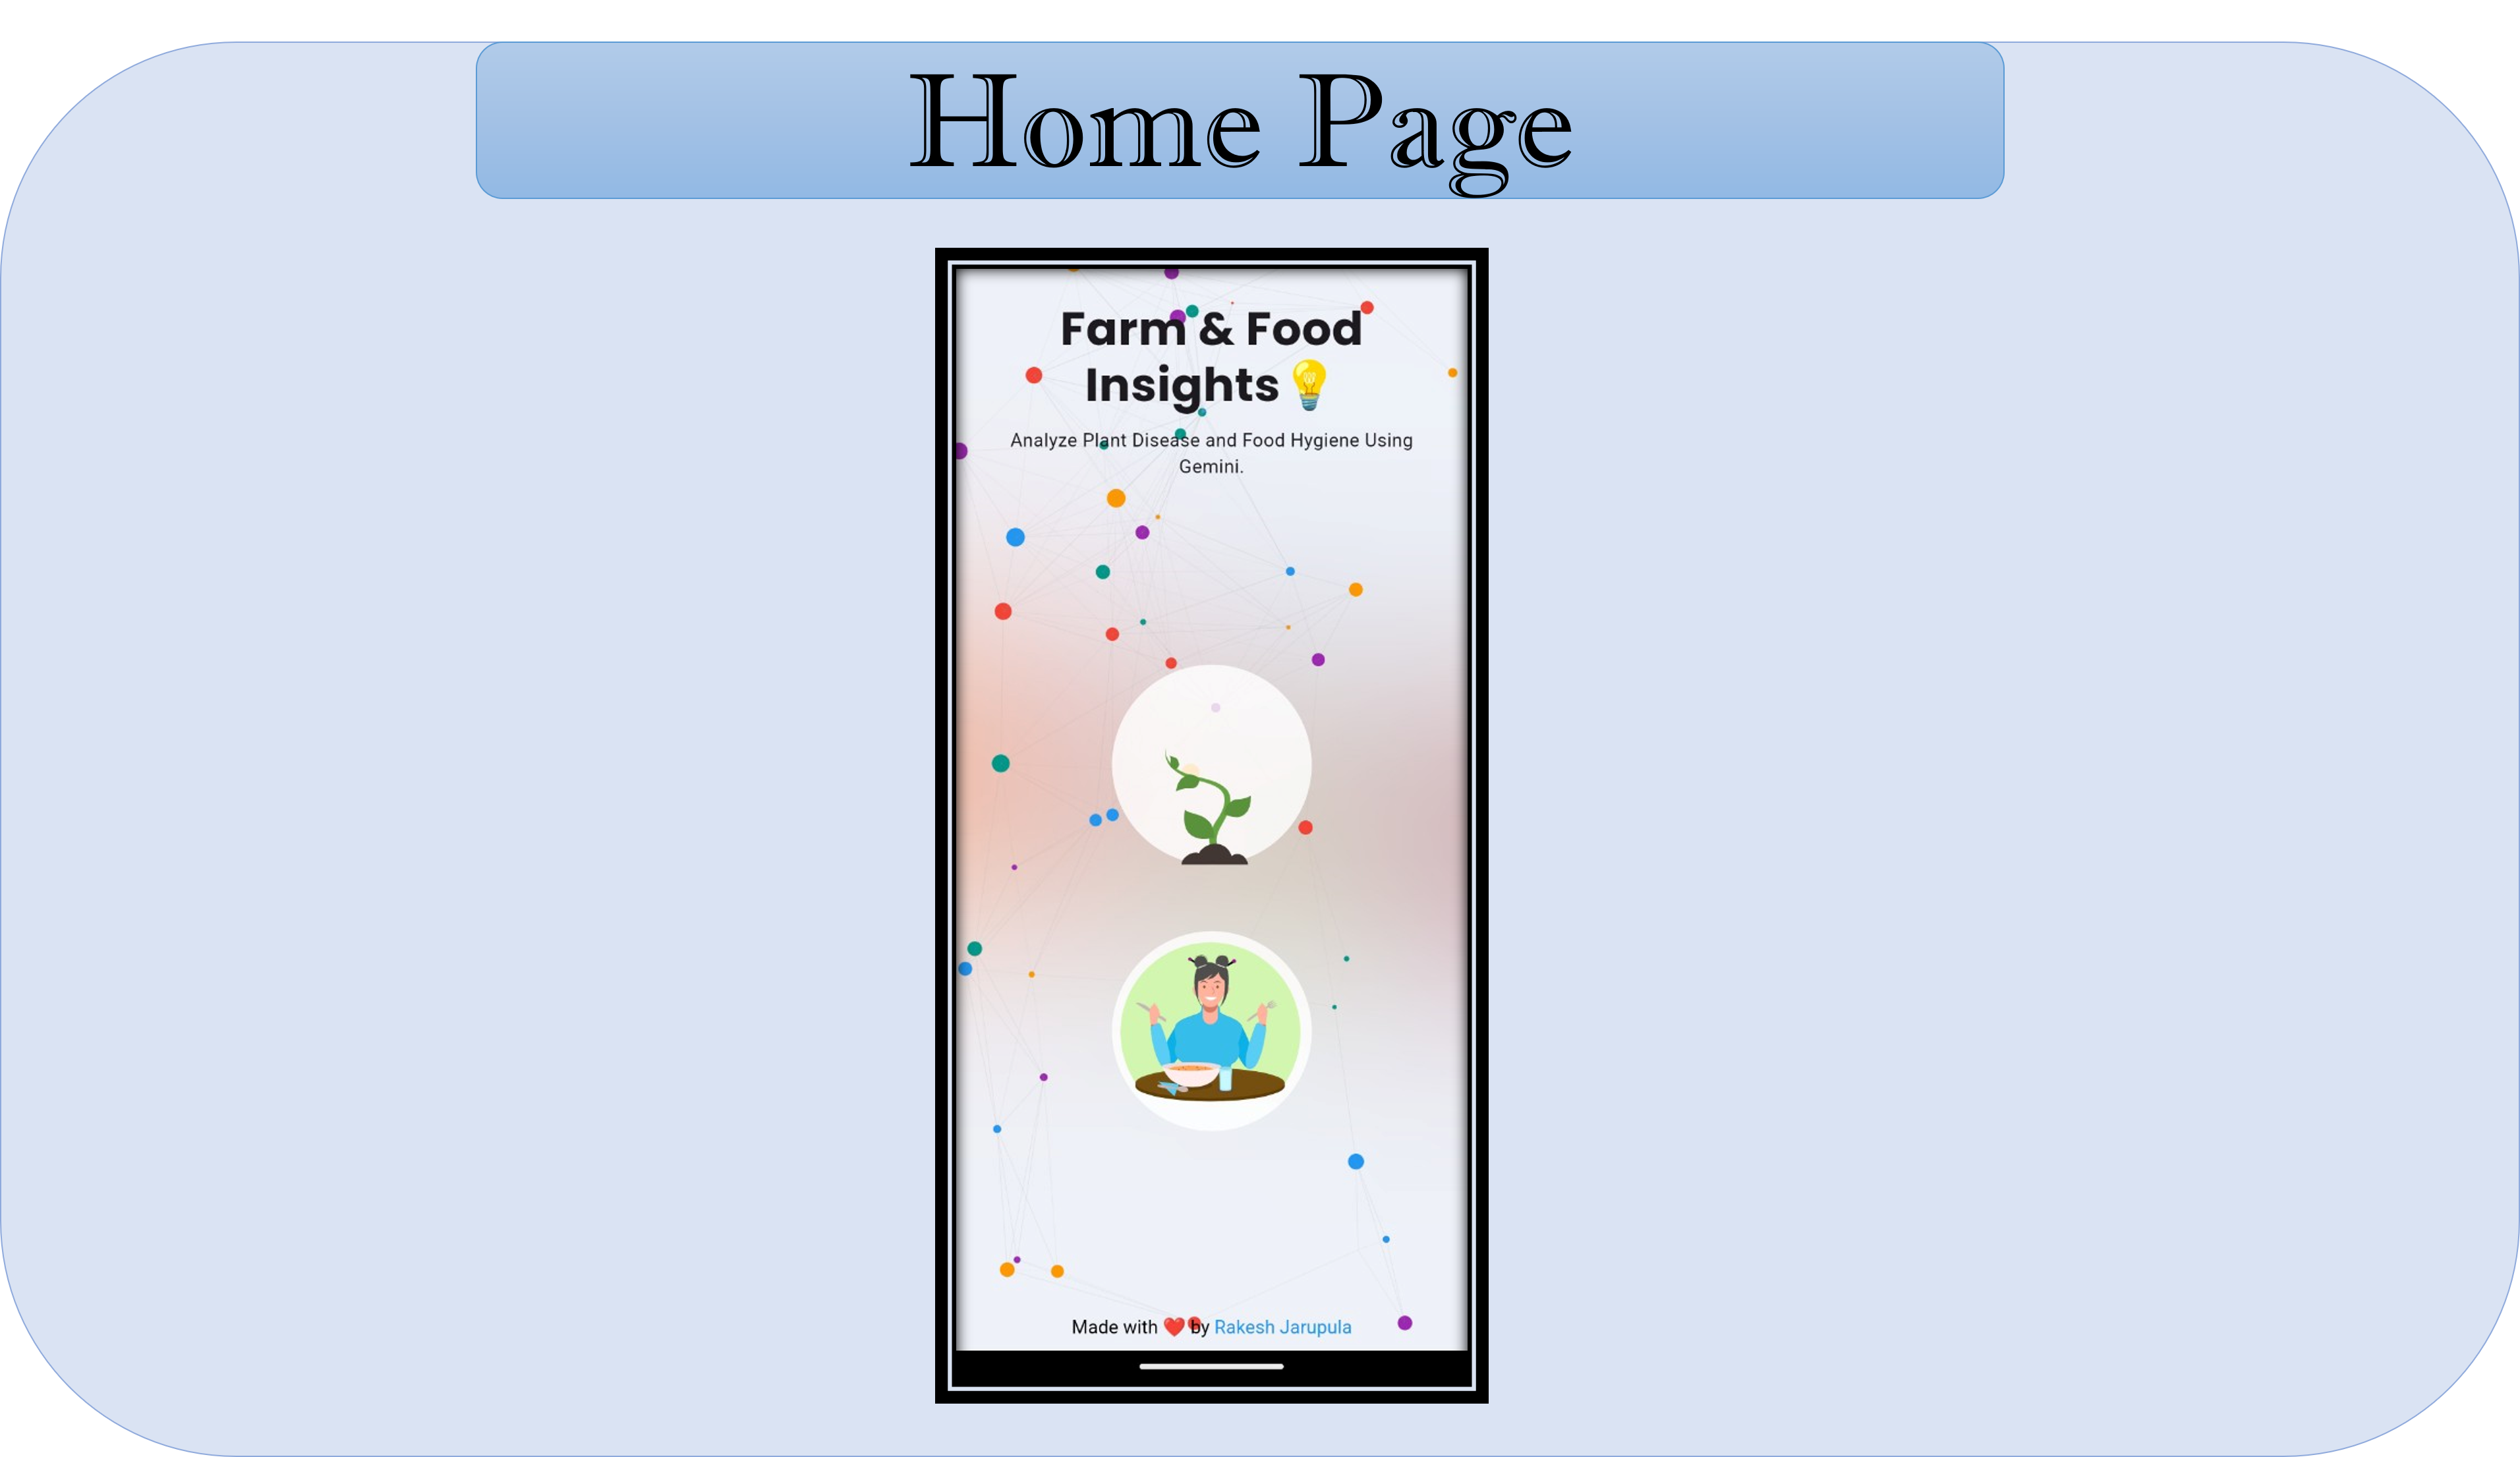 Home Page
Farm & Food
Insights💡
Analyze Plant Disease and Food Hygiene Using
Gemini.
Made with ❤️ by Rakesh Jarupula